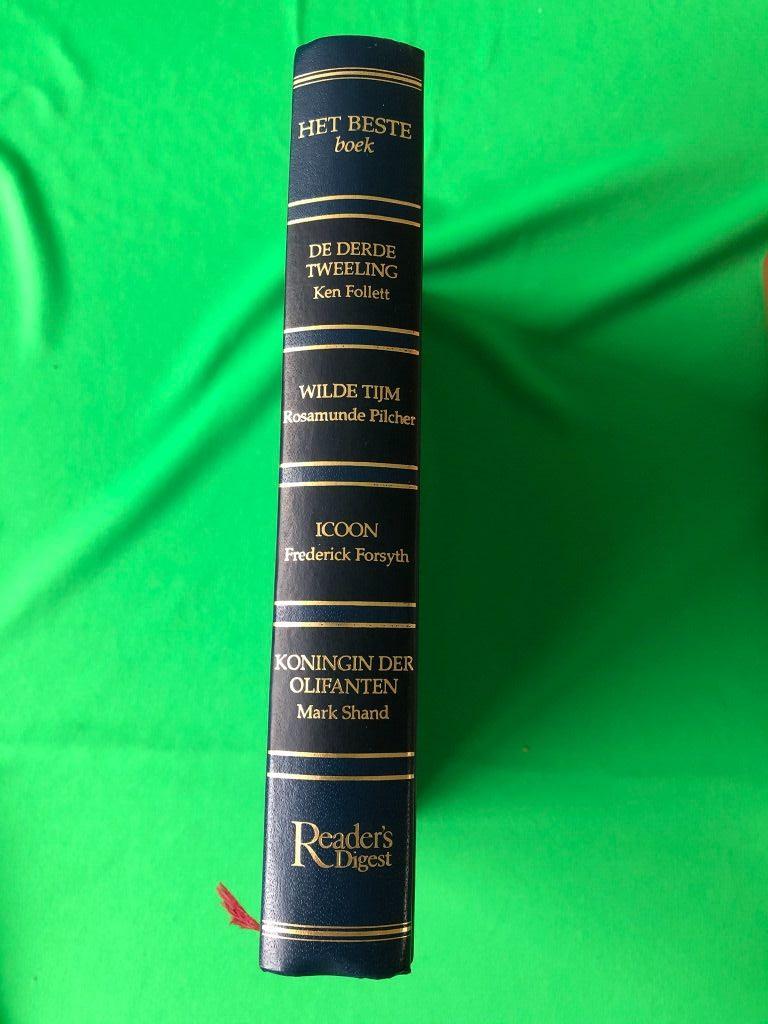 HET BESTE
boek
DE DERDE
TWEELING
Ken Follett
WILDE TIJM
Rosamunde Pilcher
ICOON
Frederick Forsyth
KONINGIN DER
OLIFANTEN
Mark Shand
Reader's
Digest